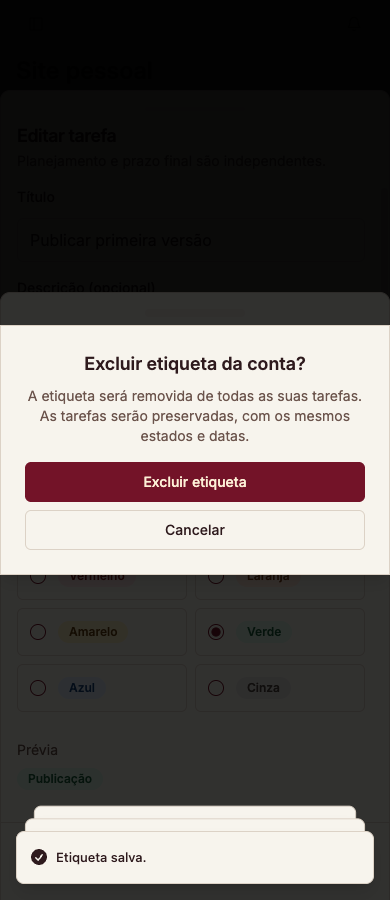 Site pessoal
Editar tarefa
Planejamento e prazo final são independentes.
Título
Publicar primeira versão
Descrição (opcional)
Excluir etiqueta da conta?
A etiqueta será removida de todas as suas tarefas.
As tarefas serão preservadas, com os mesmos
estados e datas.
Excluir etiqueta
Cancelar
Vermelho
Laranja
Amarelo
Verde
Azul
Cinza
Prévia
Publicação
Etiqueta salva.